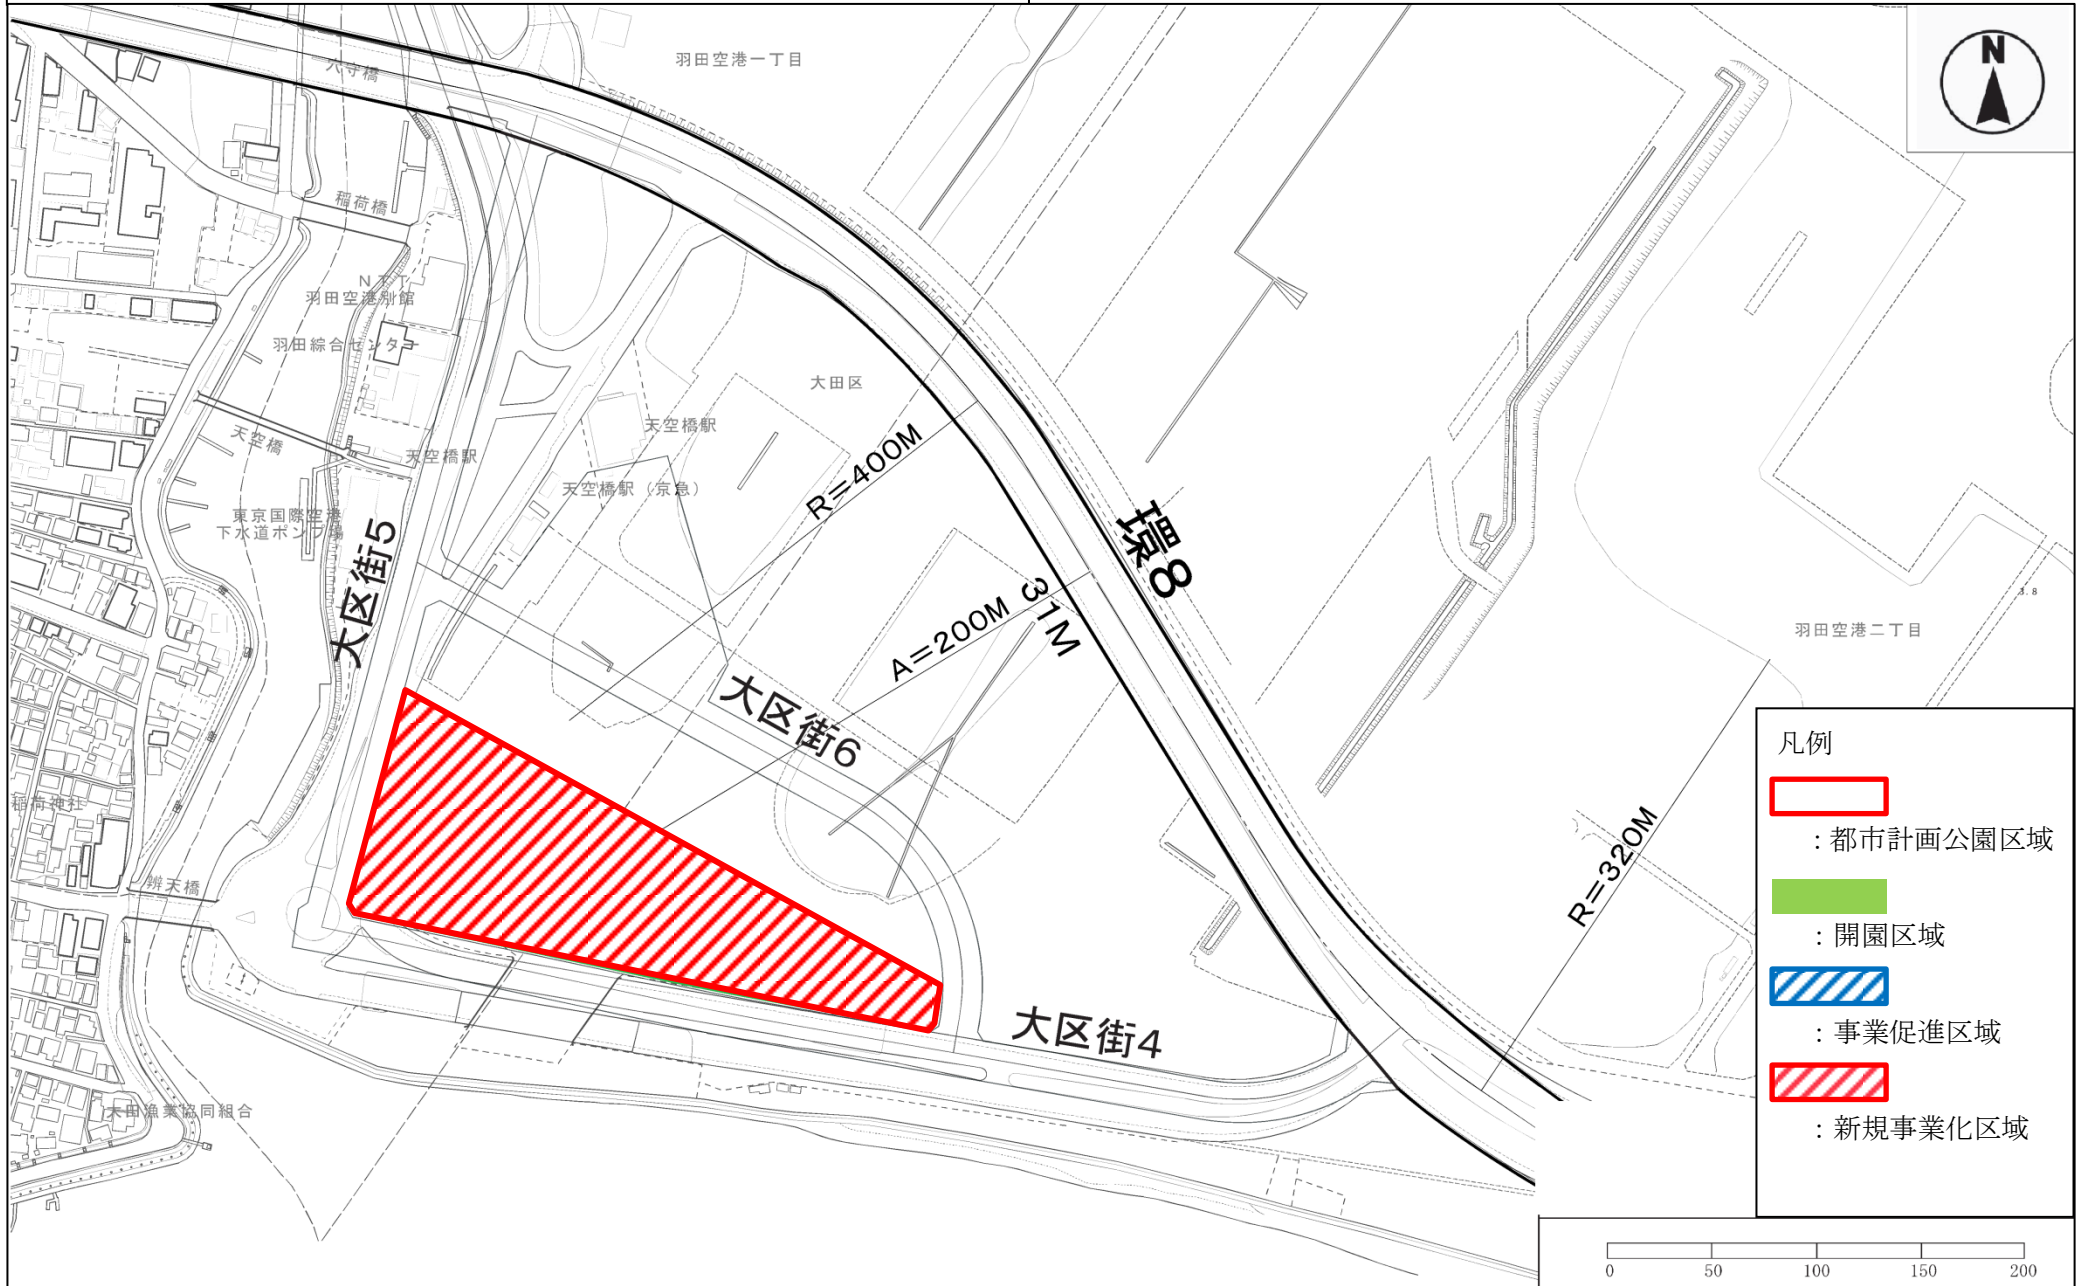 N
羽田空港一丁目
穴守橋
稲荷橋
NTT
羽田空港別館
羽田綜合センター
大田区
天空橋
天空橋駅
天空橋駅
天空橋駅（京急）
R=400M
東京国際空港
下水道ポンプ場
大区街5
環8
31M
A=200M
3.8
羽田空港二丁目
大区街6
稲荷神社
辨天橋
R=320M
大区街4
大田漁業協同組合
凡例
：都市計画公園区域
：開園区域
：事業促進区域
：新規事業化区域
0 50 100 150 200